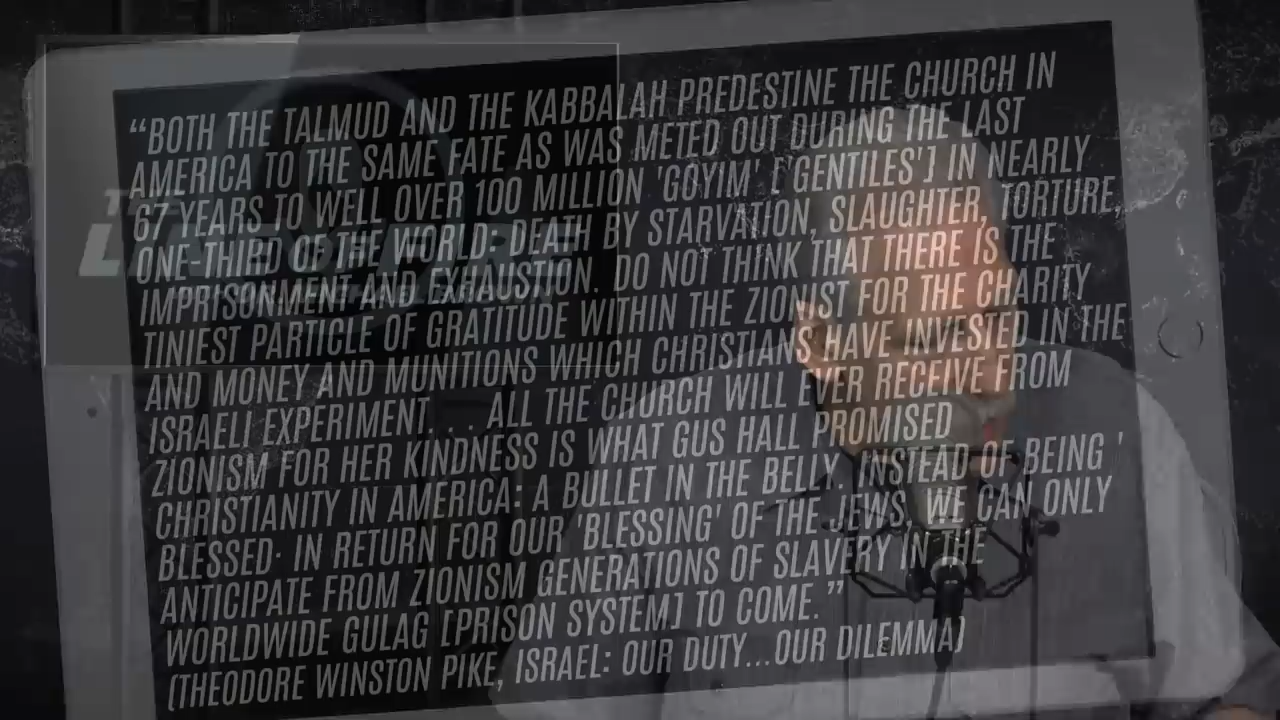 “BOTH THE TALMUD AND THE KABBALAH PREDESTINE THE CHURCH IN
AMERICA TO THE SAME FATE AS WAS METED OUT DURING THE LAST
67 YEARS TO WELL OVER 100 MILLION 'GOYIM' ['GENTILES'] IN NEARLY
ONE-THIRD OF THE WORLD: DEATH BY STARVATION, SLAUGHTER, TORTURE,
IMPRISONMENT AND EXHAUSTION. DO NOT THINK THAT THERE IS THE
TINIEST PARTICLE OF GRATITUDE WITHIN THE ZIONIST FOR THE CHARITY
AND MONEY AND MUNITIONS WHICH CHRISTIANS HAVE INVESTED IN THE
ISRAELI EXPERIMENT. . . ALL THE CHURCH WILL EVER RECEIVE FROM
ZIONISM FOR HER KINDNESS IS WHAT GUS HALL PROMISED
CHRISTIANITY IN AMERICA: A BULLET IN THE BELLY. INSTEAD OF BEING '
BLESSED· IN RETURN FOR OUR 'BLESSING' OF THE JEWS, WE CAN ONLY
ANTICIPATE FROM ZIONISM GENERATIONS OF SLAVERY IN THE
WORLDWIDE GULAG [PRISON SYSTEM] TO COME.”
(THEODORE WINSTON PIKE, ISRAEL: OUR DUTY...OUR DILEMMA)